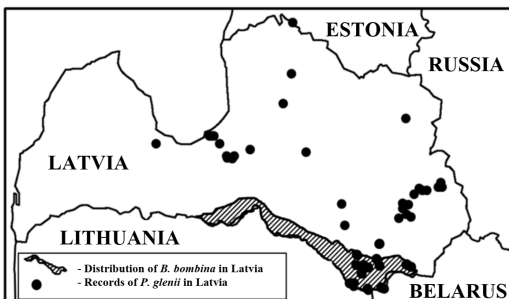 ESTONIA
RUSSIA
LATVIA
LITHUANIA
- Distribution of B. bombina in Latvia
- Records of P. glenii in Latvia
BELARUS